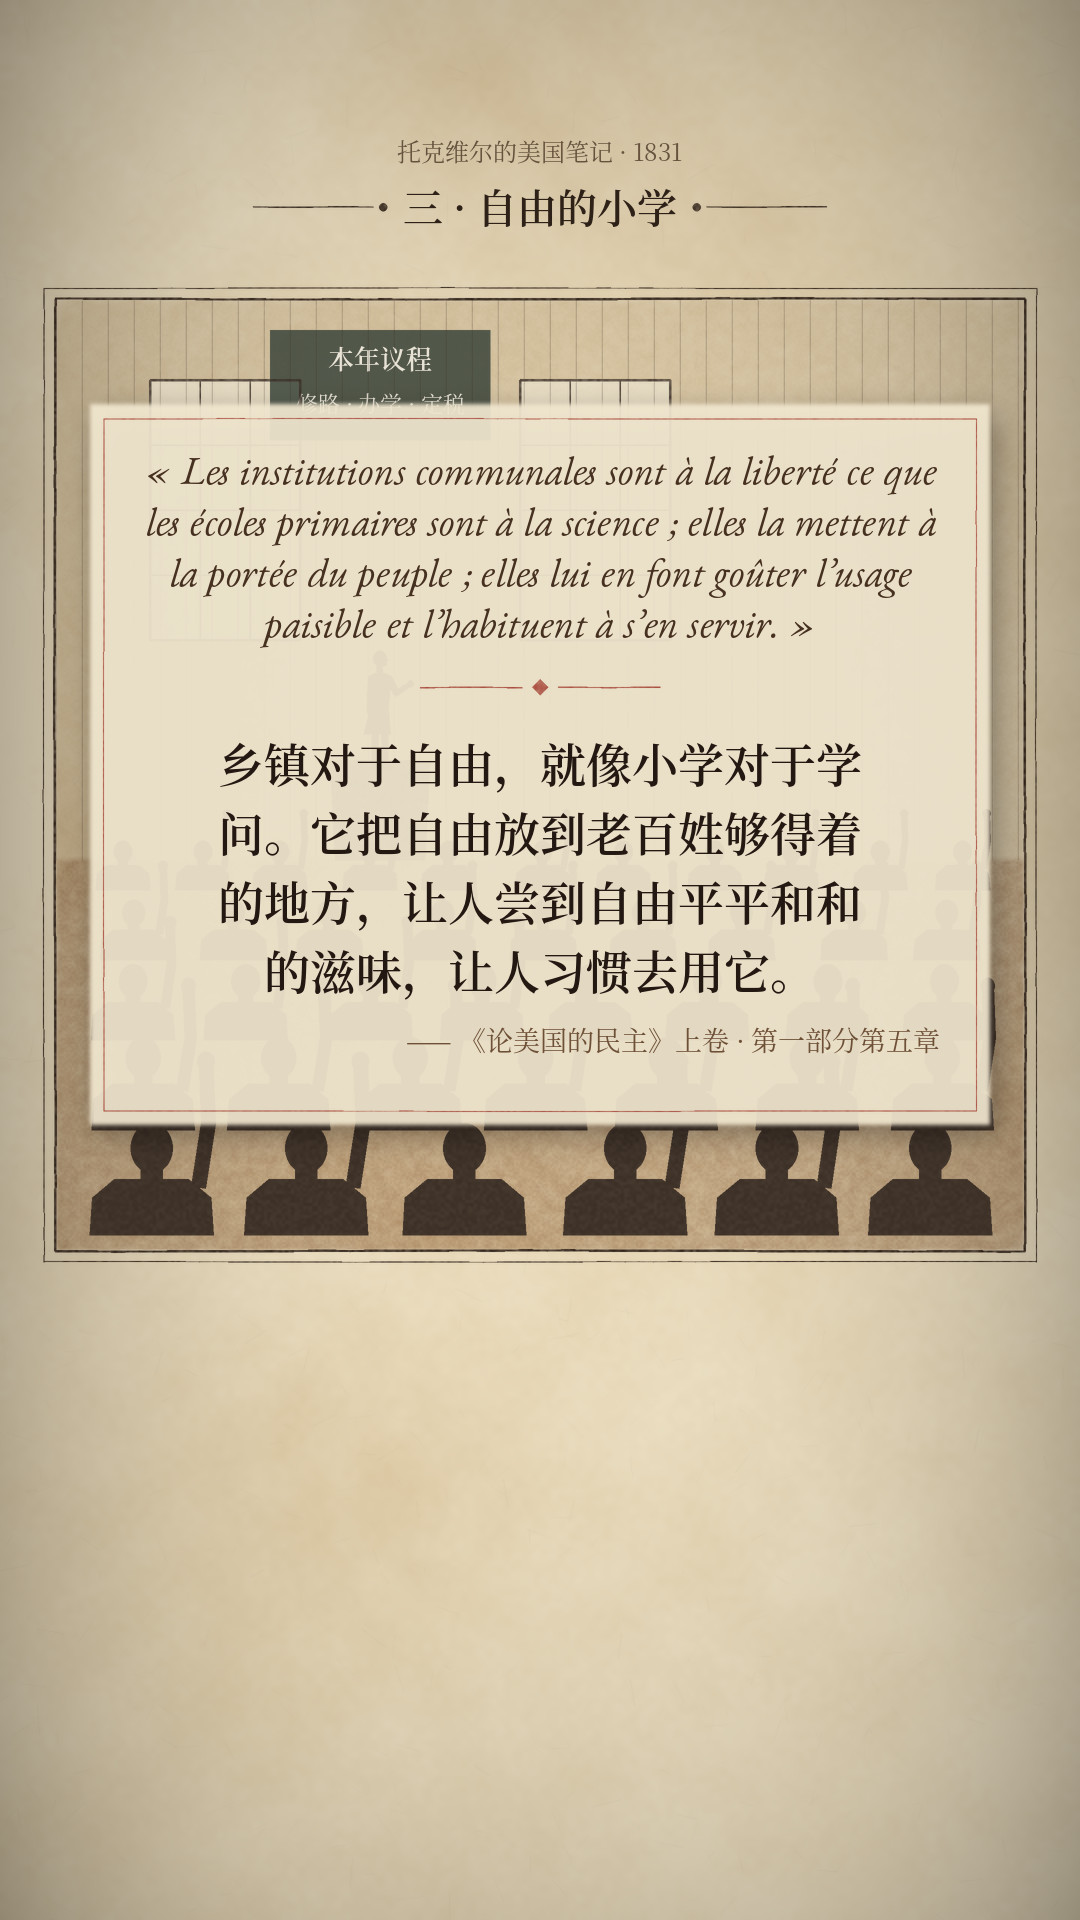 托克维尔的美国笔记 · 1831
三 · 自由的小学
本年议程
修路 · 办学 · 定税
« Les institutions communales sont à la liberté ce que
les écoles primaires sont à la science ; elles la mettent à
la portée du peuple ; elles lui en font goûter l’usage
paisible et l’habituent à s’en servir. »
乡镇对于自由，就像小学对于学
问。它把自由放到老百姓够得着
的地方，让人尝到自由平平和和
的滋味，让人习惯去用它。
—— 《论美国的民主》上卷 · 第一部分第五章